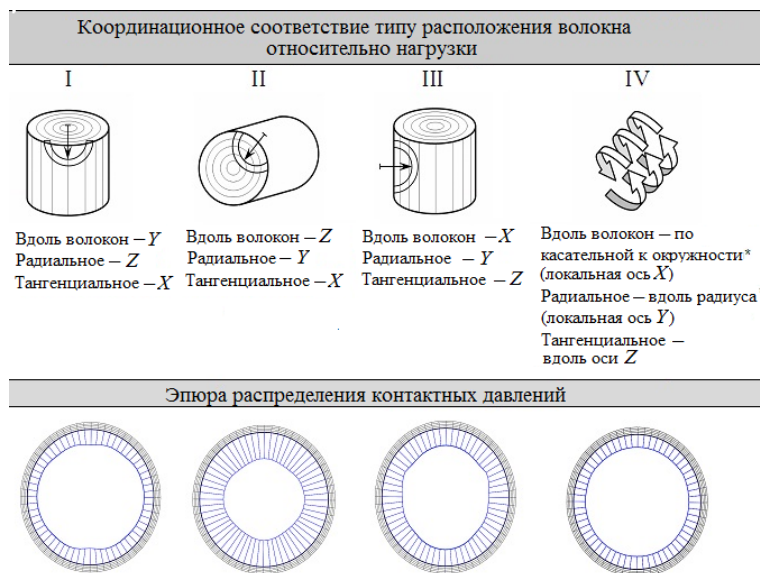 Координационное соответствие типу расположения волокна
относительно нагрузки
I II III IV
Вдоль волокон – Y
Радиальное – Z
Тангенциальное – X
Вдоль волокон – Z
Радиальное – Y
Тангенциальное – X
Вдоль волокон – X
Радиальное – Y
Тангенциальное – Z
Вдоль волокон – по
касательной к окружности*
(локальная ось X)
Радиальное – вдоль радиуса
(локальная ось Y)
Тангенциальное –
вдоль оси Z
Эпюра распределения контактных давлений